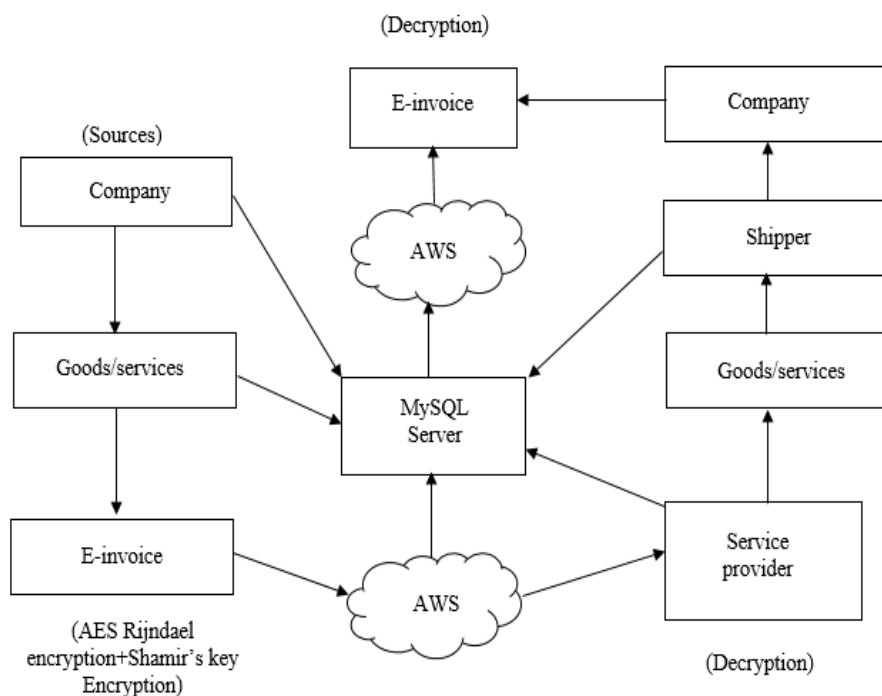 (Decryption)
E-invoice
Company
(Sources)
Company
AWS
Shipper
Goods/services
Goods/services
MySQL
Server
E-invoice
AWS
Service
provider
(AES Rijndael
encryption+Shamir’s key
Encryption)
(Decryption)